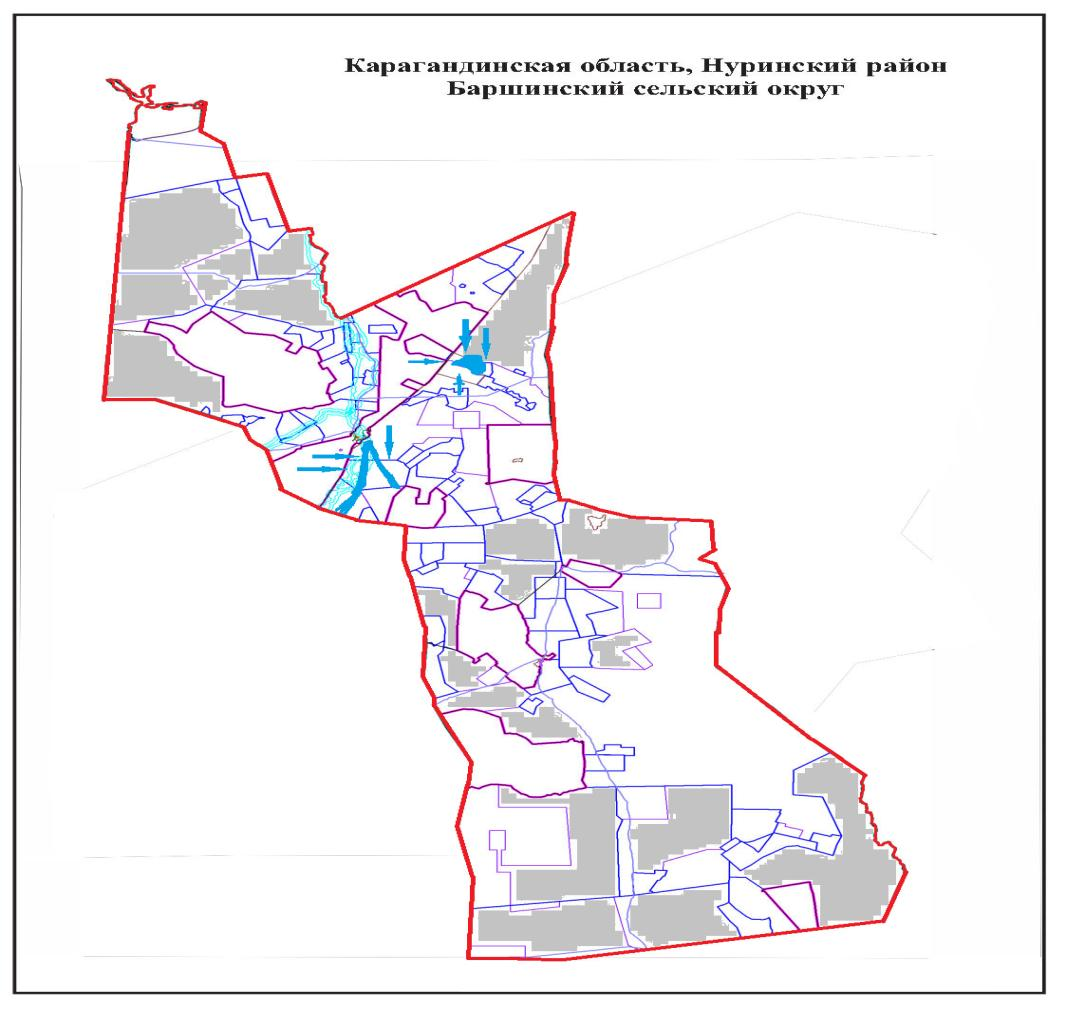 Карагандинская область, Нуринский район
Баршинский сельский округ